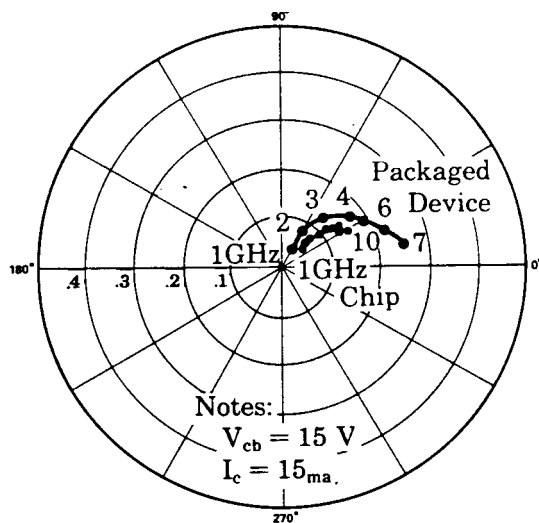 90°
Packaged
Device
2
3
4
6
7
10
1GHz
1GHz
Chip
180°
.4
.3
.2
.1
0°
Notes:
V_cb = 15 V
I_c = 15_ma.
270°